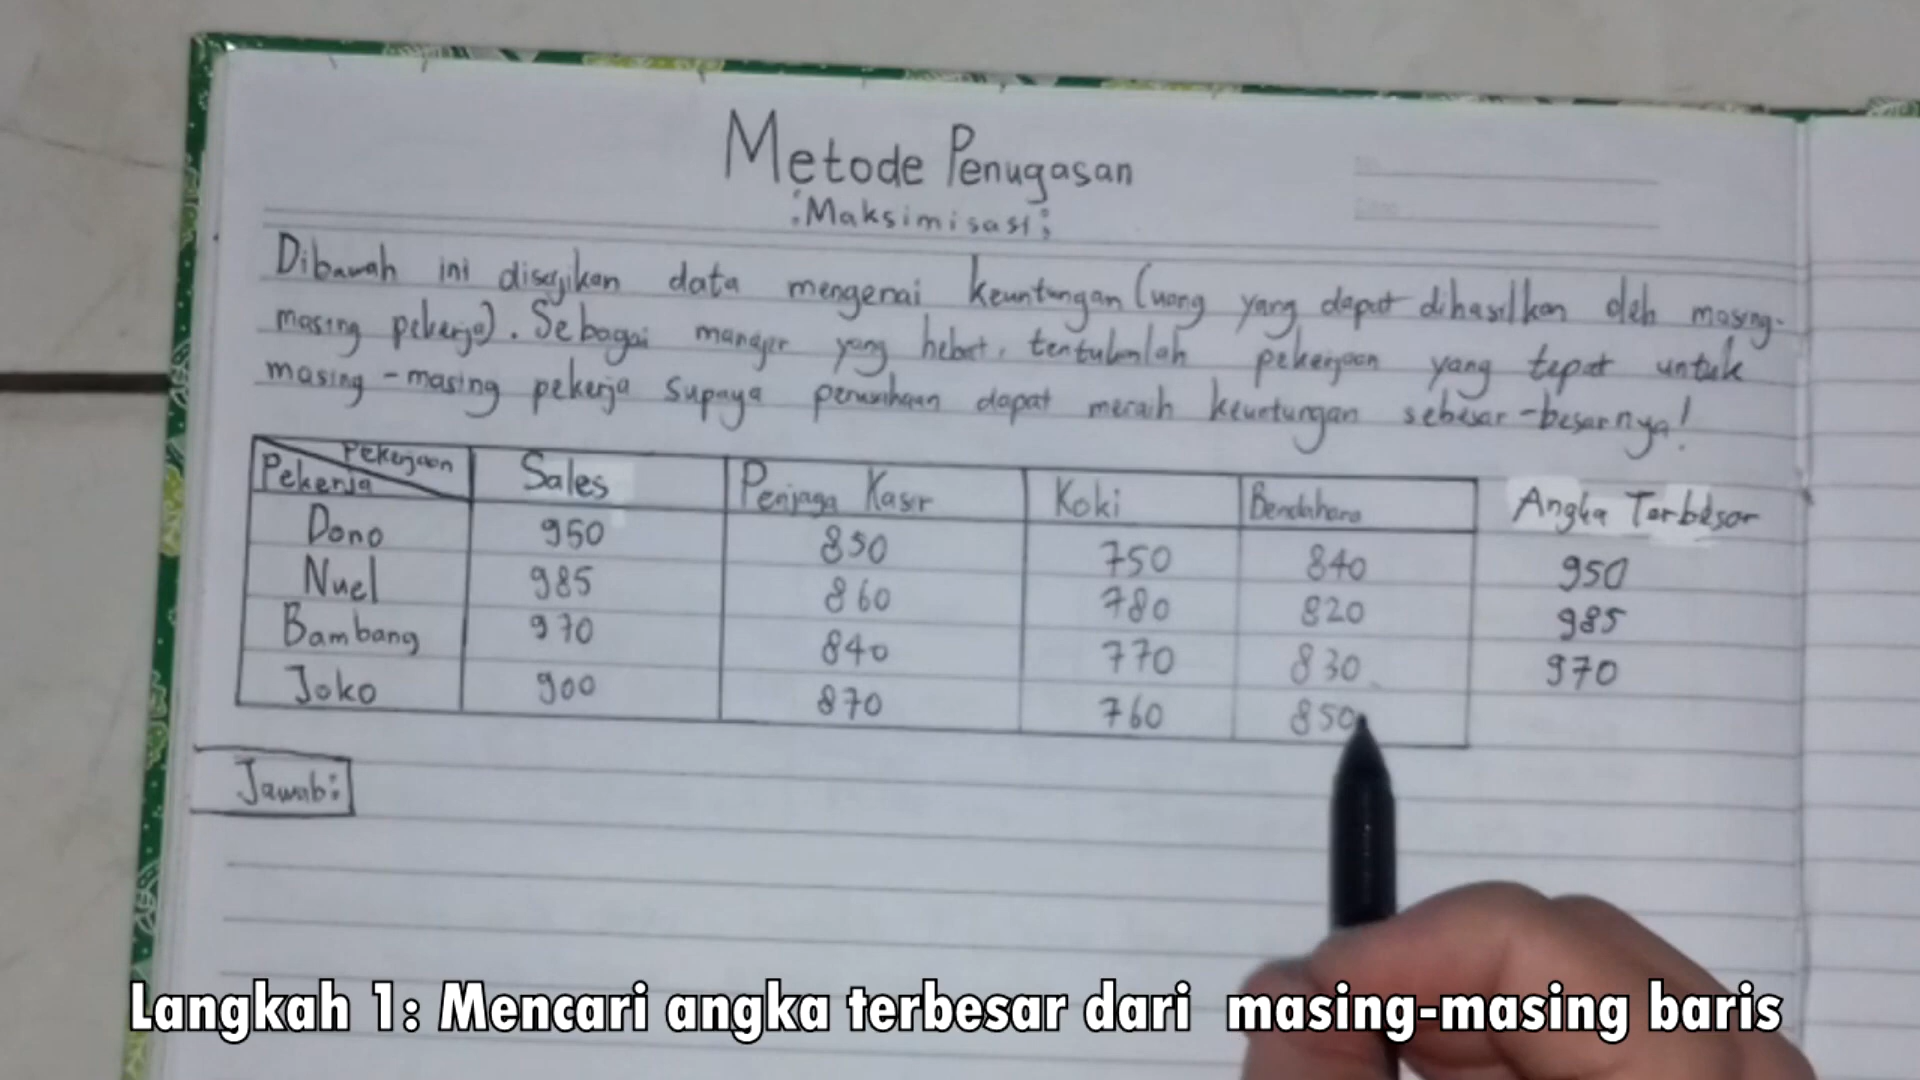 Metode Penugasan
:Maksimisasi:
Dibawah ini disajikan data mengenai keuntungan (uang yang dapat dihasilkan oleh masing-
masing pekerja). Sebagai manajer yang hebat, tentukanlah pekerjaan yang tepat untuk
masing-masing pekerja supaya perusahaan dapat meraih keuntungan sebesar-besarnya!
Pekerjaan
Pekerja Sales Penjaga Kasir Koki Bendahara Angka Terbesar
Dono 950 850 750 840 950
Nuel 985 860 780 820 985
Bambang 970 840 770 830 970
Joko 900 870 760 850
Jawab:
Langkah 1: Mencari angka terbesar dari masing-masing baris